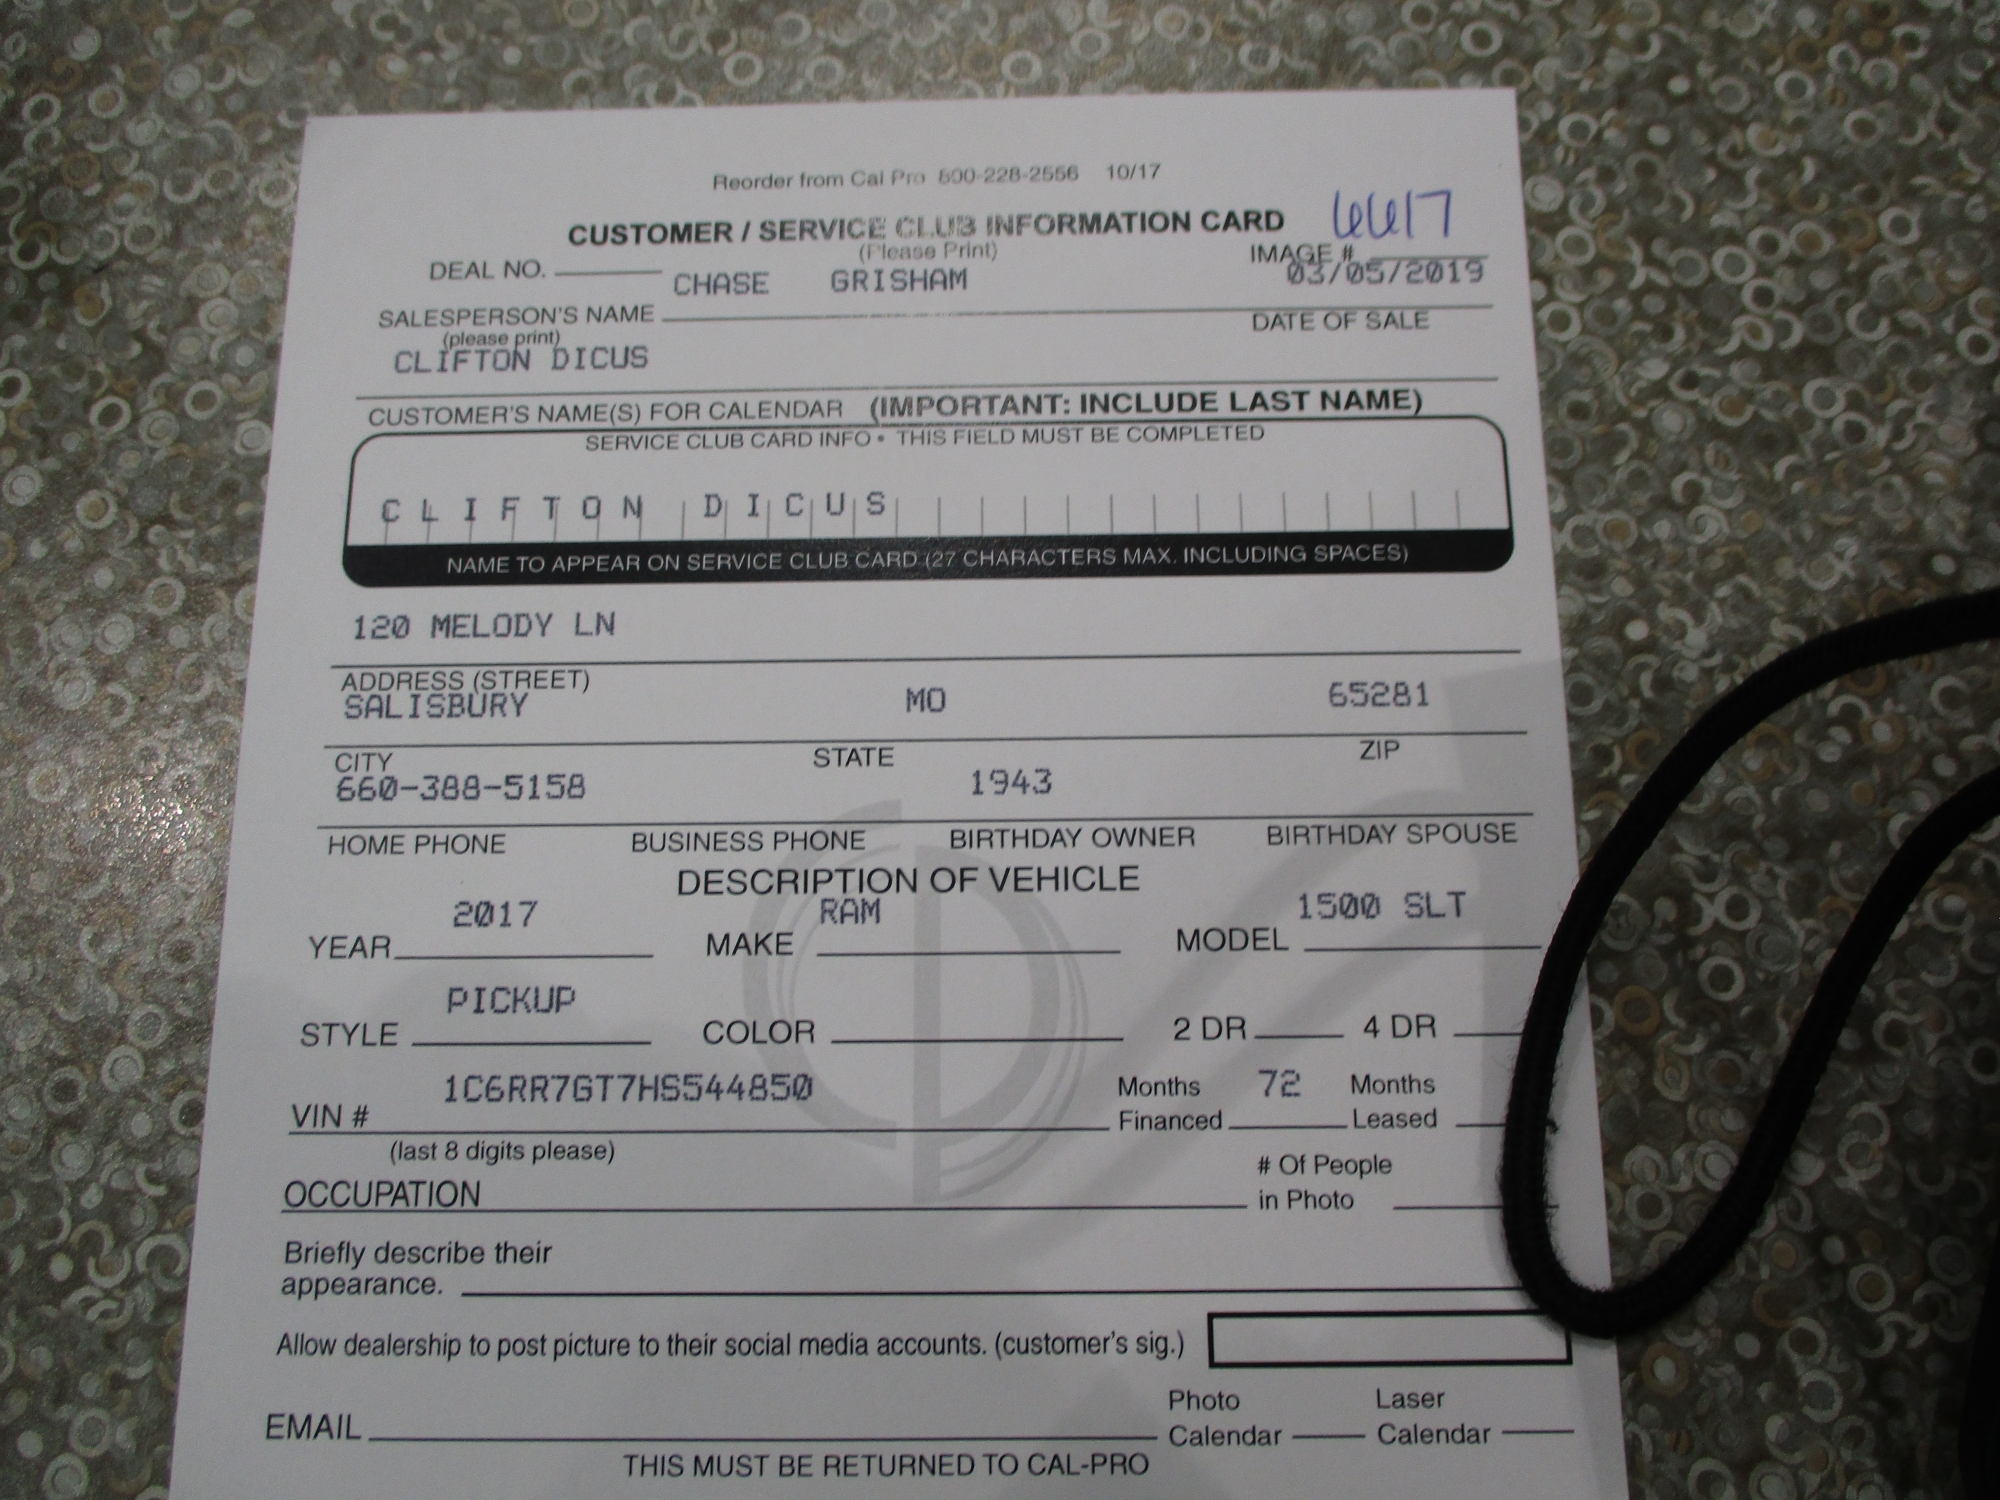 Reorder from Cal Pro 800-228-2556 10/17
CUSTOMER / SERVICE CLUB INFORMATION CARD 6617
(Please Print) IMAGE #
DEAL NO. CHASE GRISHAM 03/05/2019
SALESPERSON'S NAME DATE OF SALE
(please print)
CLIFTON DICUS
CUSTOMER'S NAME(S) FOR CALENDAR (IMPORTANT: INCLUDE LAST NAME)
SERVICE CLUB CARD INFO • THIS FIELD MUST BE COMPLETED
CLIFTON DICUS
NAME TO APPEAR ON SERVICE CLUB CARD (27 CHARACTERS MAX. INCLUDING SPACES)
120 MELODY LN
ADDRESS (STREET)
SALISBURY MO 65281
CITY STATE ZIP
660-388-5158 1943
HOME PHONE BUSINESS PHONE BIRTHDAY OWNER BIRTHDAY SPOUSE
DESCRIPTION OF VEHICLE
2017 RAM 1500 SLT
YEAR MAKE MODEL
PICKUP
STYLE COLOR 2 DR 4 DR
1C6RR7GT7HS544850 Months 72 Months
VIN # Financed Leased
(last 8 digits please) # Of People
OCCUPATION in Photo
Briefly describe their
appearance.
Allow dealership to post picture to their social media accounts. (customer's sig.)
Photo Laser
EMAIL Calendar Calendar
THIS MUST BE RETURNED TO CAL-PRO